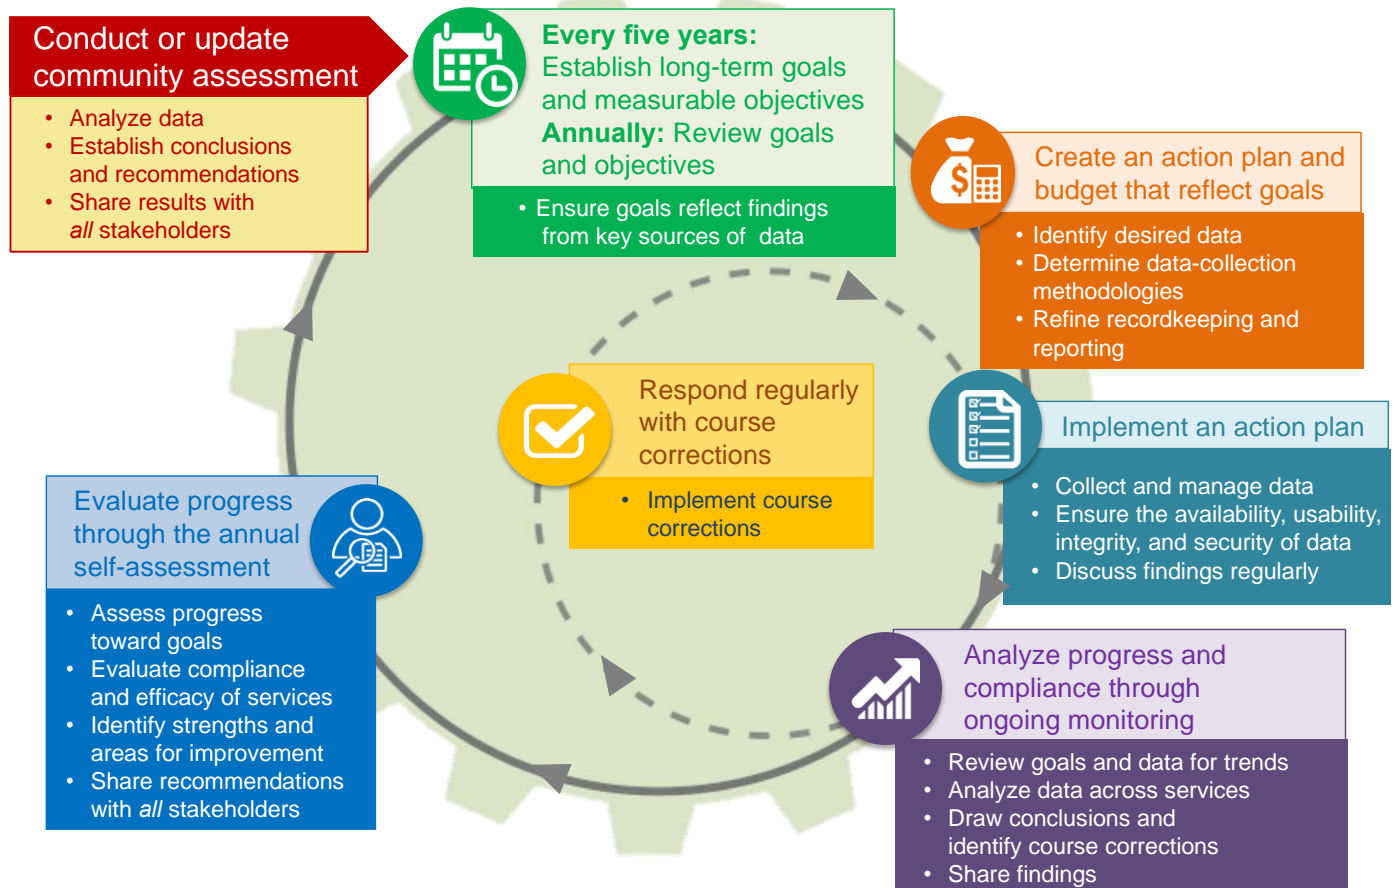 Conduct or update
community assessment
• Analyze data
• Establish conclusions
and recommendations
• Share results with
all stakeholders
Every five years:
Establish long-term goals
and measurable objectives
Annually: Review goals
and objectives
• Ensure goals reflect findings
from key sources of data
$
Create an action plan and
budget that reflect goals
• Identify desired data
• Determine data-collection
methodologies
• Refine recordkeeping and
reporting
Implement an action plan
• Collect and manage data
• Ensure the availability, usability,
integrity, and security of data
• Discuss findings regularly
Analyze progress and
compliance through
ongoing monitoring
• Review goals and data for trends
• Analyze data across services
• Draw conclusions and
identify course corrections
• Share findings
Respond regularly
with course
corrections
• Implement course
corrections
Evaluate progress
through the annual
self-assessment
• Assess progress
toward goals
• Evaluate compliance
and efficacy of services
• Identify strengths and
areas for improvement
• Share recommendations
with all stakeholders